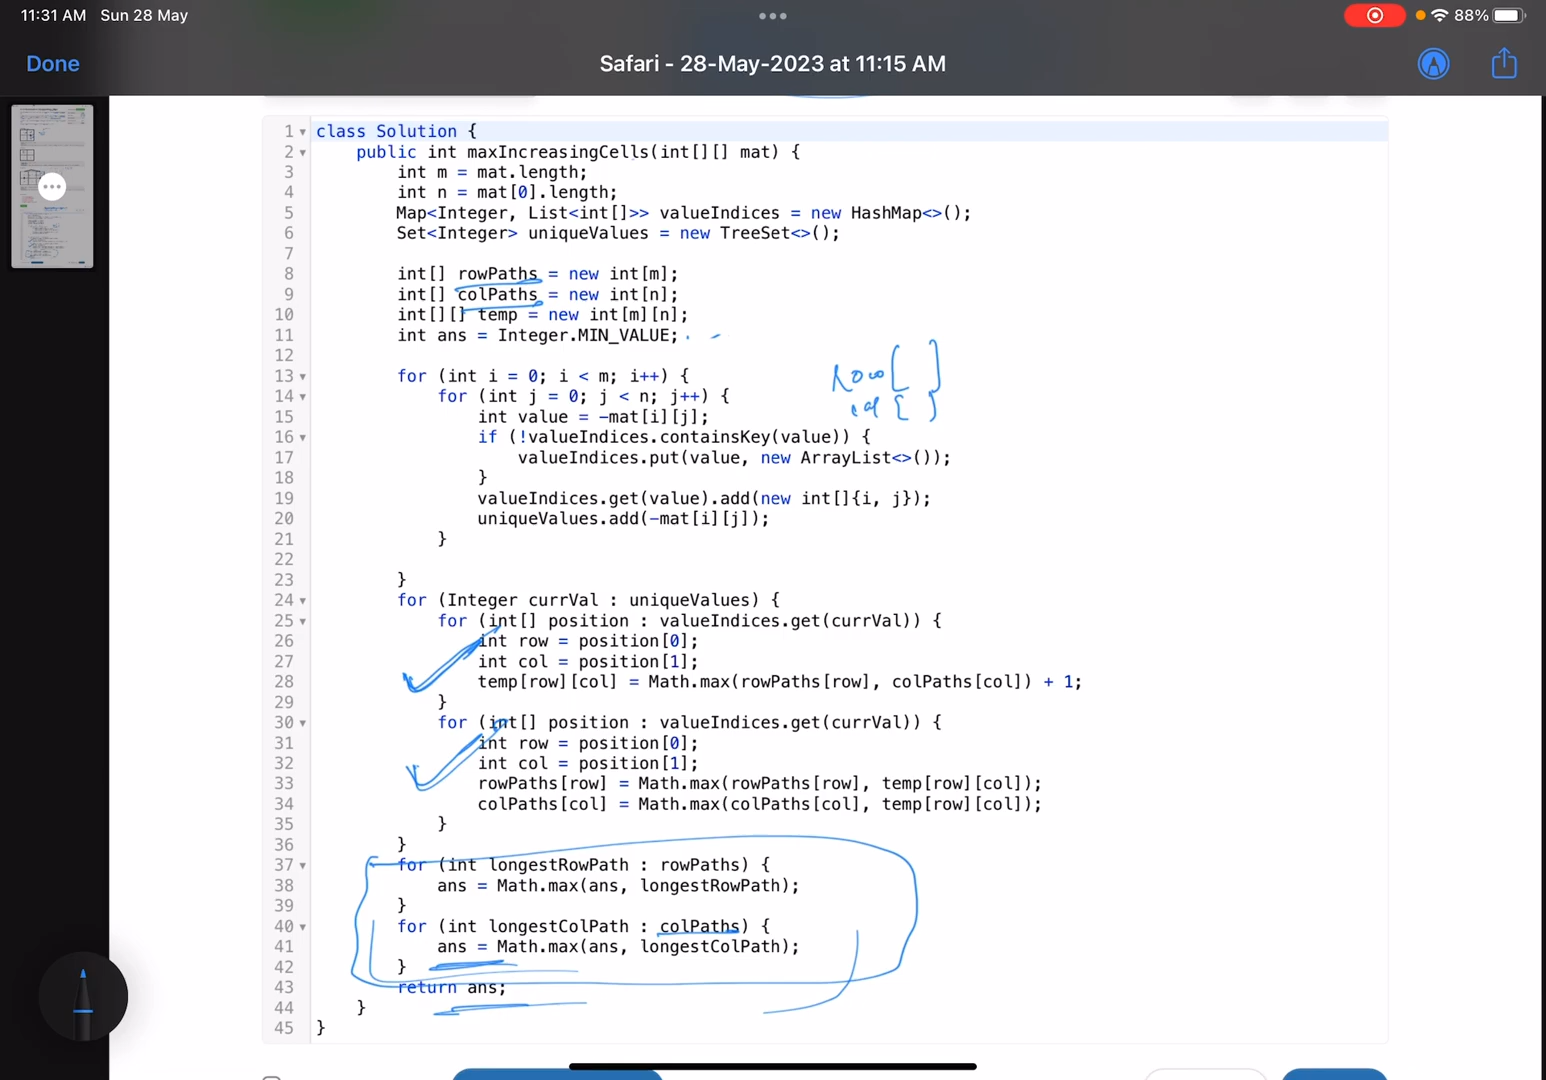 11:31 AM Sun 28 May
88%
Done
Safari - 28-May-2023 at 11:15 AM
1 class Solution {
2 public int maxIncreasingCells(int[][] mat) {
3 int m = mat.length;
4 int n = mat[0].length;
5 Map<Integer, List<int[]>> valueIndices = new HashMap<>();
6 Set<Integer> uniqueValues = new TreeSet<>();
7
8 int[] rowPaths = new int[m];
9 int[] colPaths = new int[n];
10 int[][] temp = new int[m][n];
11 int ans = Integer.MIN_VALUE;
12
13 for (int i = 0; i < m; i++) {
14 for (int j = 0; j < n; j++) {
15 int value = -mat[i][j];
16 if (!valueIndices.containsKey(value)) {
17 valueIndices.put(value, new ArrayList<>());
18 }
19 valueIndices.get(value).add(new int[]{i, j});
20 uniqueValues.add(-mat[i][j]);
21 }
22
23 }
24 for (Integer currVal : uniqueValues) {
25 for (int[] position : valueIndices.get(currVal)) {
26 int row = position[0];
27 int col = position[1];
28 temp[row][col] = Math.max(rowPaths[row], colPaths[col]) + 1;
29 }
30 for (int[] position : valueIndices.get(currVal)) {
31 int row = position[0];
32 int col = position[1];
33 rowPaths[row] = Math.max(rowPaths[row], temp[row][col]);
34 colPaths[col] = Math.max(colPaths[col], temp[row][col]);
35 }
36 }
37 for (int longestRowPath : rowPaths) {
38 ans = Math.max(ans, longestRowPath);
39 }
40 for (int longestColPath : colPaths) {
41 ans = Math.max(ans, longestColPath);
42 }
43 return ans;
44 }
45 }
Row[ ]
col [ ]